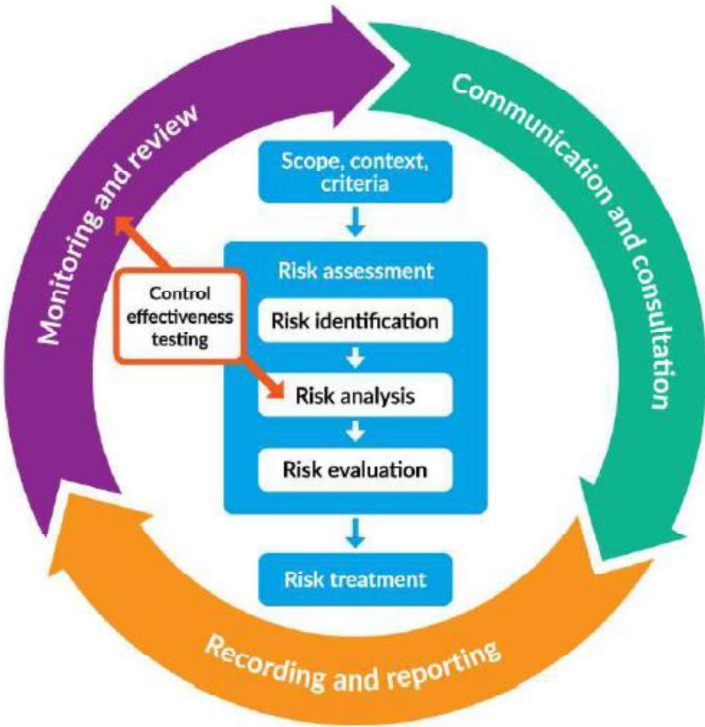 Monitoring and review
Communication and consultation
Scope, context,
criteria
Risk assessment
Control
effectiveness
testing
Risk identification
Risk analysis
Risk evaluation
Risk treatment
Recording and reporting